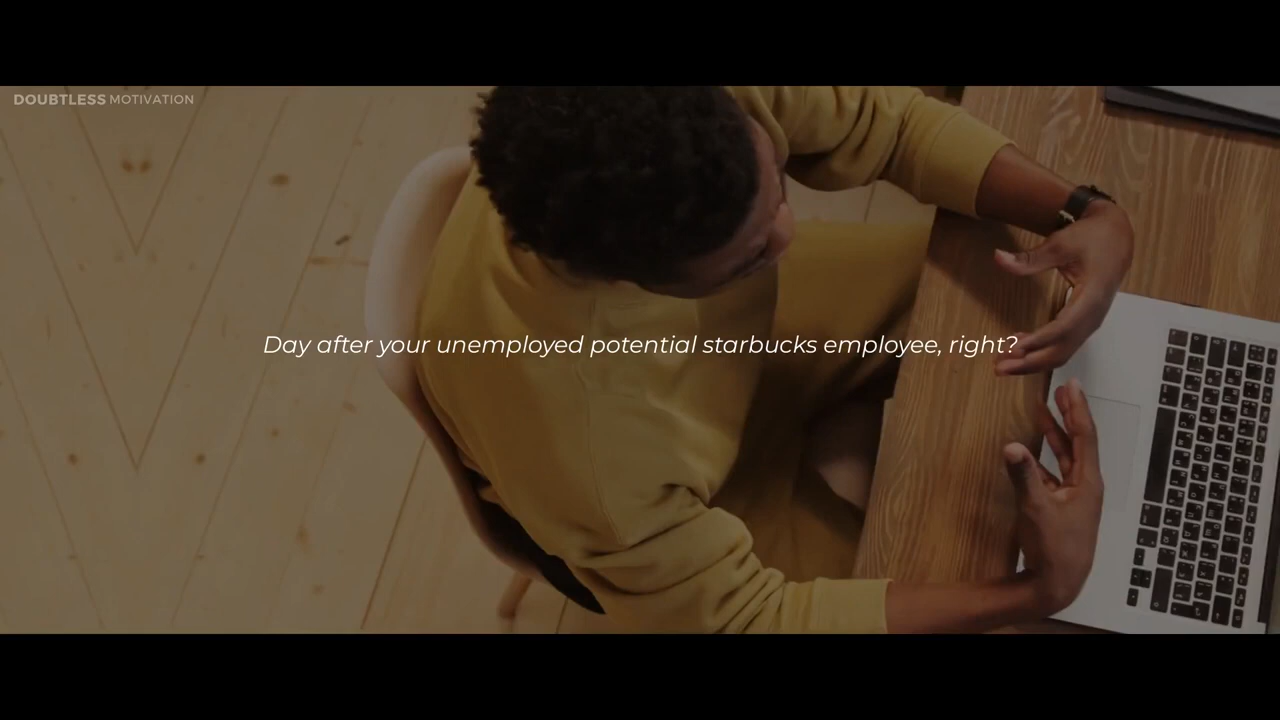 DOUBTLESS MOTIVATION
Day after your unemployed potential starbucks employee, right?